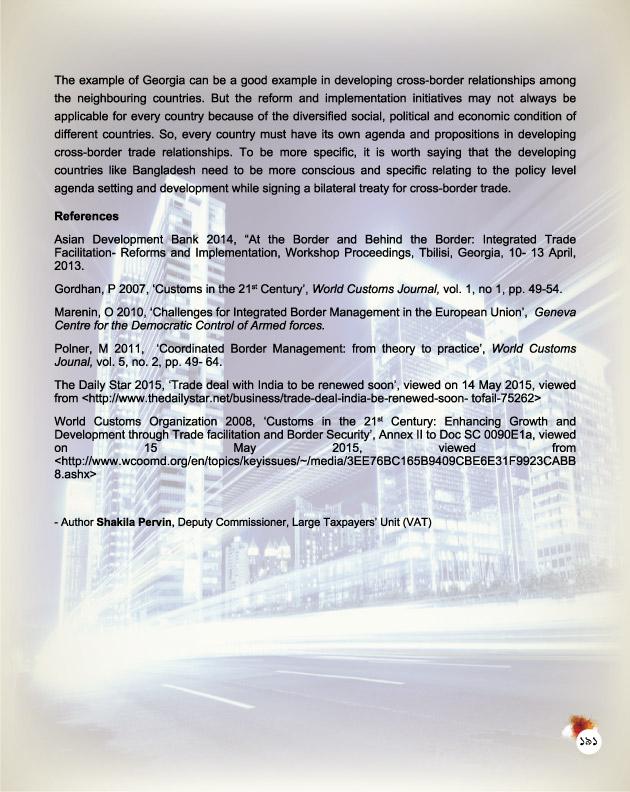 The example of Georgia can be a good example in developing cross-border relationships among
the neighbouring countries. But the reform and implementation initiatives may not always be
applicable for every country because of the diversified social, political and economic condition of
different countries. So, every country must have its own agenda and propositions in developing
cross-border trade relationships. To be more specific, it is worth saying that the developing
countries like Bangladesh need to be more conscious and specific relating to the policy level
agenda setting and development while signing a bilateral treaty for cross-border trade.
References
Asian Development Bank 2014, “At the Border and Behind the Border: Integrated Trade
Facilitation- Reforms and Implementation, Workshop Proceedings, Tbilisi, Georgia, 10- 13 April,
2013.
Gordhan, P 2007, ‘Customs in the 21st Century’, World Customs Journal, vol. 1, no 1, pp. 49-54.
Marenin, O 2010, ‘Challenges for Integrated Border Management in the European Union’, Geneva
Centre for the Democratic Control of Armed forces.
Polner, M 2011, ‘Coordinated Border Management: from theory to practice’, World Customs
Jounal, vol. 5, no. 2, pp. 49- 64.
The Daily Star 2015, ‘Trade deal with India to be renewed soon’, viewed on 14 May 2015, viewed
from <http://www.thedailystar.net/business/trade-deal-india-be-renewed-soon- tofail-75262>
World Customs Organization 2008, ‘Customs in the 21st Century: Enhancing Growth and
Development through Trade facilitation and Border Security’, Annex II to Doc SC 0090E1a, viewed
on 15 May 2015, viewed from
<http://www.wcoomd.org/en/topics/keyissues/~/media/3EE76BC165B9409CBE6E31F9923CABB
8.ashx>
- Author Shakila Pervin, Deputy Commissioner, Large Taxpayers’ Unit (VAT)
১৯১